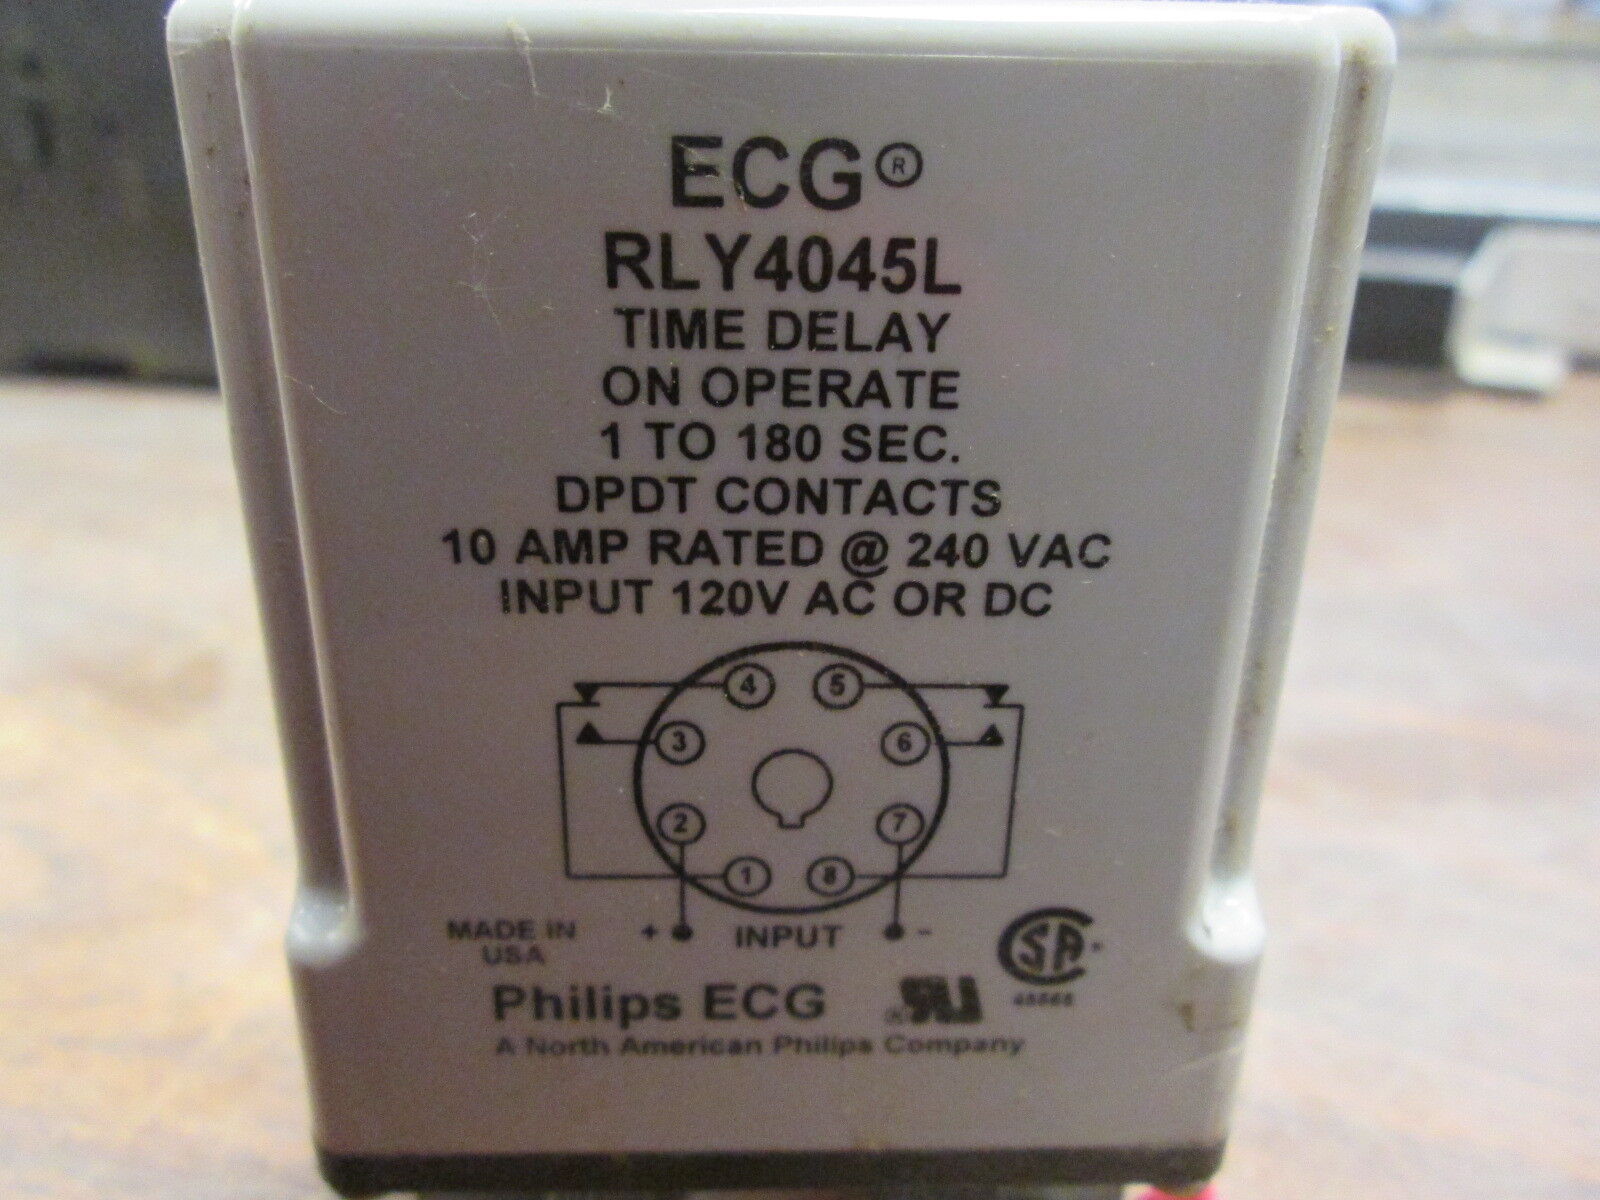 ECG®
RLY4045L
TIME DELAY
ON OPERATE
1 TO 180 SEC.
DPDT CONTACTS
10 AMP RATED @ 240 VAC
INPUT 120V AC OR DC
4 5
3 6
2 7
1 8
+ INPUT -
MADE IN
USA
Philips ECG
A North American Philips Company